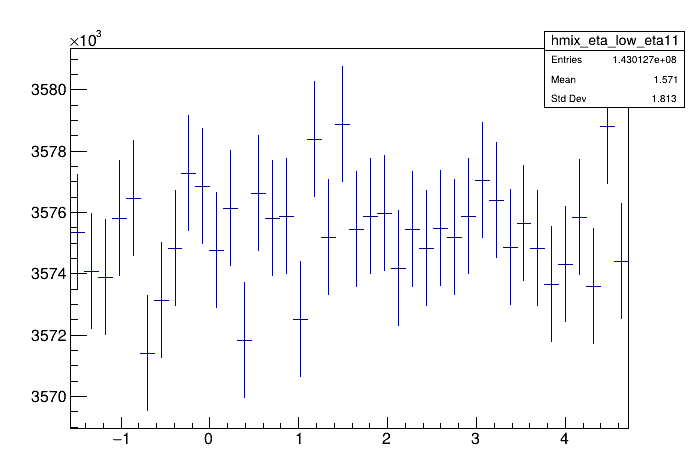 ×10³
hmix_eta_low_eta11
Entries 1.430127e+08
Mean 1.571
Std Dev 1.813
3580
3578
3576
3574
3572
3570
−1 0 1 2 3 4